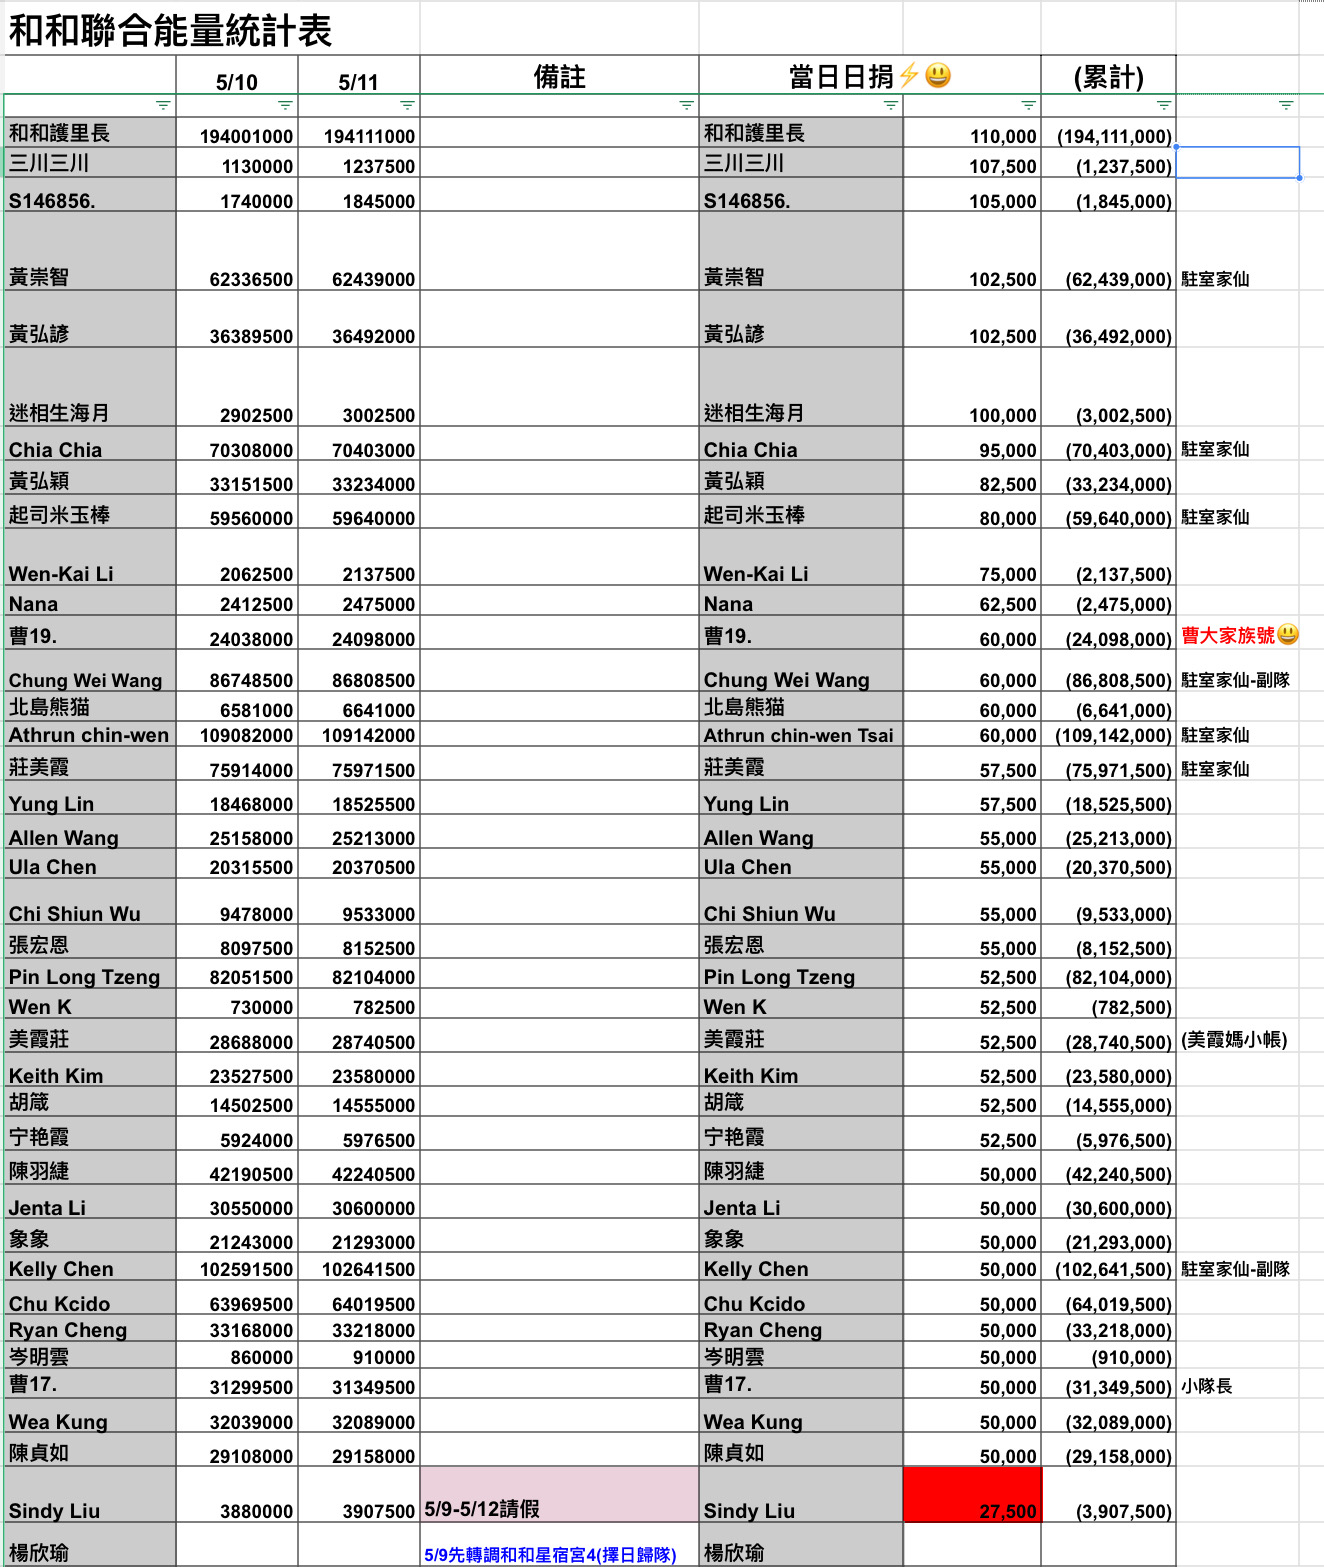 和和聯合能量統計表
5/10 5/11 備註 當日日捐⚡😃 (累計)
和和護里長 194001000 194111000 和和護里長 110,000 (194,111,000)
三川三川 1130000 1237500 三川三川 107,500 (1,237,500)
S146856. 1740000 1845000 S146856. 105,000 (1,845,000)
黃崇智 62336500 62439000 黃崇智 102,500 (62,439,000) 駐室家仙
黃弘諺 36389500 36492000 黃弘諺 102,500 (36,492,000)
迷相生海月 2902500 3002500 迷相生海月 100,000 (3,002,500)
Chia Chia 70308000 70403000 Chia Chia 95,000 (70,403,000) 駐室家仙
黃弘穎 33151500 33234000 黃弘穎 82,500 (33,234,000)
起司米玉棒 59560000 59640000 起司米玉棒 80,000 (59,640,000) 駐室家仙
Wen-Kai Li 2062500 2137500 Wen-Kai Li 75,000 (2,137,500)
Nana 2412500 2475000 Nana 62,500 (2,475,000)
曹19. 24038000 24098000 曹19. 60,000 (24,098,000) 曹大家族號😃
Chung Wei Wang 86748500 86808500 Chung Wei Wang 60,000 (86,808,500) 駐室家仙-副隊
北島熊猫 6581000 6641000 北島熊猫 60,000 (6,641,000)
Athrun chin-wen 109082000 109142000 Athrun chin-wen Tsai 60,000 (109,142,000) 駐室家仙
莊美霞 75914000 75971500 莊美霞 57,500 (75,971,500) 駐室家仙
Yung Lin 18468000 18525500 Yung Lin 57,500 (18,525,500)
Allen Wang 25158000 25213000 Allen Wang 55,000 (25,213,000)
Ula Chen 20315500 20370500 Ula Chen 55,000 (20,370,500)
Chi Shiun Wu 9478000 9533000 Chi Shiun Wu 55,000 (9,533,000)
張宏恩 8097500 8152500 張宏恩 55,000 (8,152,500)
Pin Long Tzeng 82051500 82104000 Pin Long Tzeng 52,500 (82,104,000)
Wen K 730000 782500 Wen K 52,500 (782,500)
美霞莊 28688000 28740500 美霞莊 52,500 (28,740,500) (美霞媽小帳)
Keith Kim 23527500 23580000 Keith Kim 52,500 (23,580,000)
胡箴 14502500 14555000 胡箴 52,500 (14,555,000)
宁艳霞 5924000 5976500 宁艳霞 52,500 (5,976,500)
陳羽緁 42190500 42240500 陳羽緁 50,000 (42,240,500)
Jenta Li 30550000 30600000 Jenta Li 50,000 (30,600,000)
象象 21243000 21293000 象象 50,000 (21,293,000)
Kelly Chen 102591500 102641500 Kelly Chen 50,000 (102,641,500) 駐室家仙-副隊
Chu Kcido 63969500 64019500 Chu Kcido 50,000 (64,019,500)
Ryan Cheng 33168000 33218000 Ryan Cheng 50,000 (33,218,000)
岑明雲 860000 910000 岑明雲 50,000 (910,000)
曹17. 31299500 31349500 曹17. 50,000 (31,349,500) 小隊長
Wea Kung 32039000 32089000 Wea Kung 50,000 (32,089,000)
陳貞如 29108000 29158000 陳貞如 50,000 (29,158,000)
Sindy Liu 3880000 3907500 5/9-5/12請假 Sindy Liu 27,500 (3,907,500)
楊欣瑜 5/9先轉調和和星宿宮4(擇日歸隊) 楊欣瑜